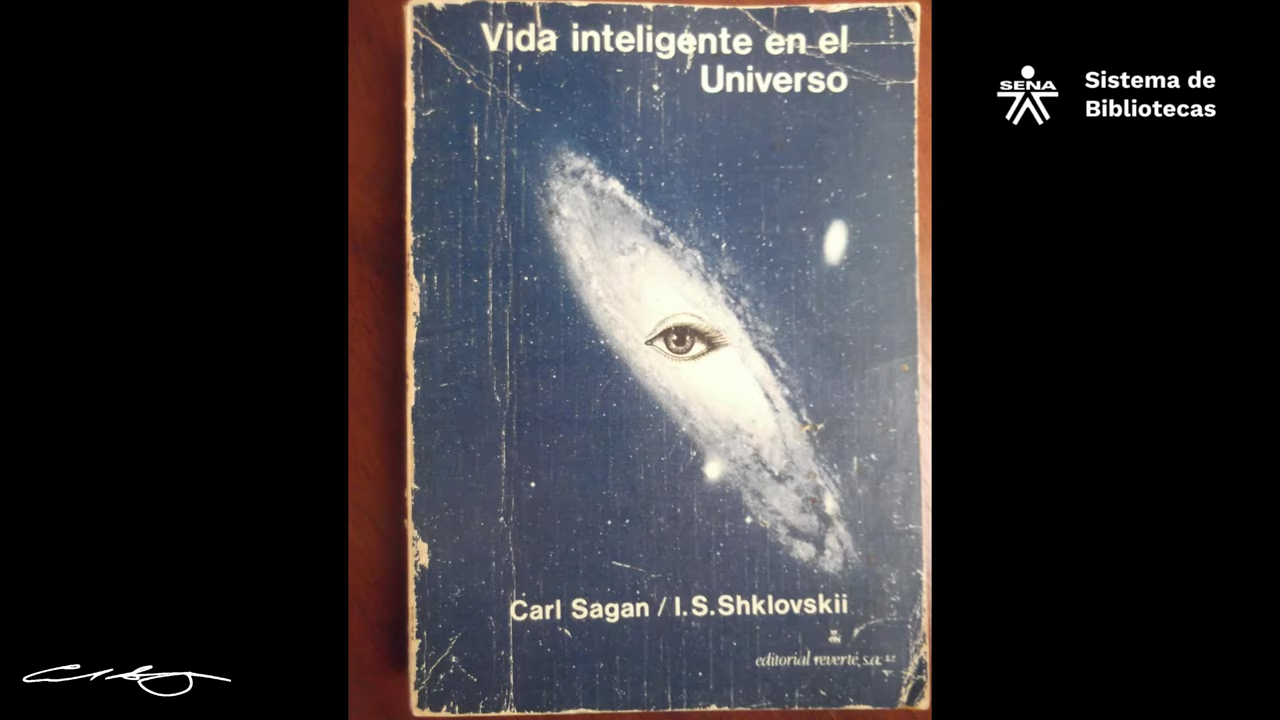 Vida inteligente en el
Universo
SENA
Sistema de
Bibliotecas
Carl Sagan / I.S.Shklovskii
editorial reverté, s.a.